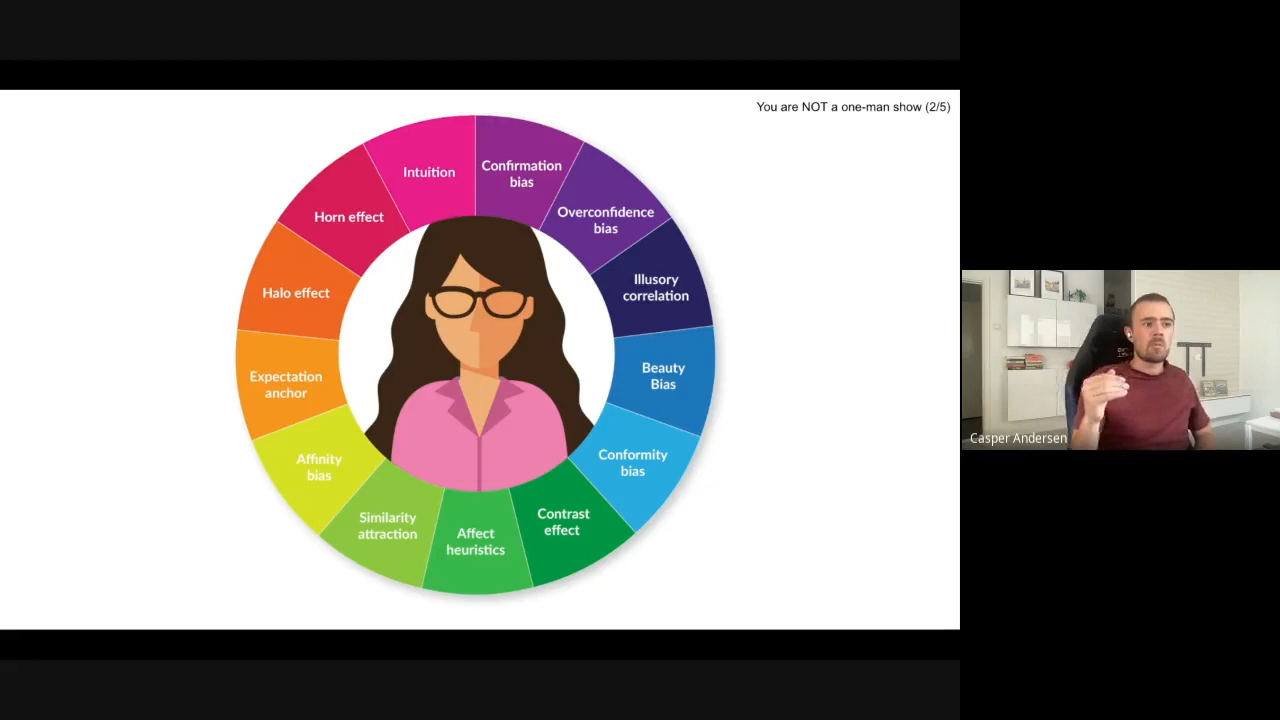 You are NOT a one-man show (2/5)
Intuition
Confirmation
bias
Overconfidence
bias
Illusory
correlation
Beauty
Bias
Conformity
bias
Contrast
effect
Affect
heuristics
Similarity
attraction
Affinity
bias
Expectation
anchor
Halo effect
Horn effect
Casper Andersen